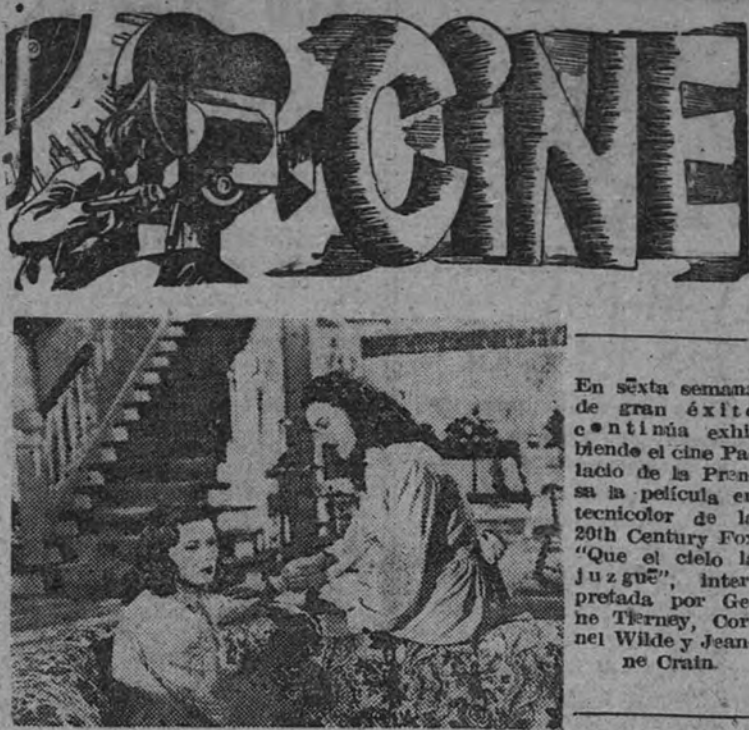 CiNE
En sexta semana
de gran éxito
continúa exhi
biendo el cine Pa
lacio de la Pren
sa la película en
tecnicolor de la
20th Century Fox
"Que el cielo la
juzgue", inter
pretada por Ge
ne Tierney, Cor
nel Wilde y Jean
ne Crain.